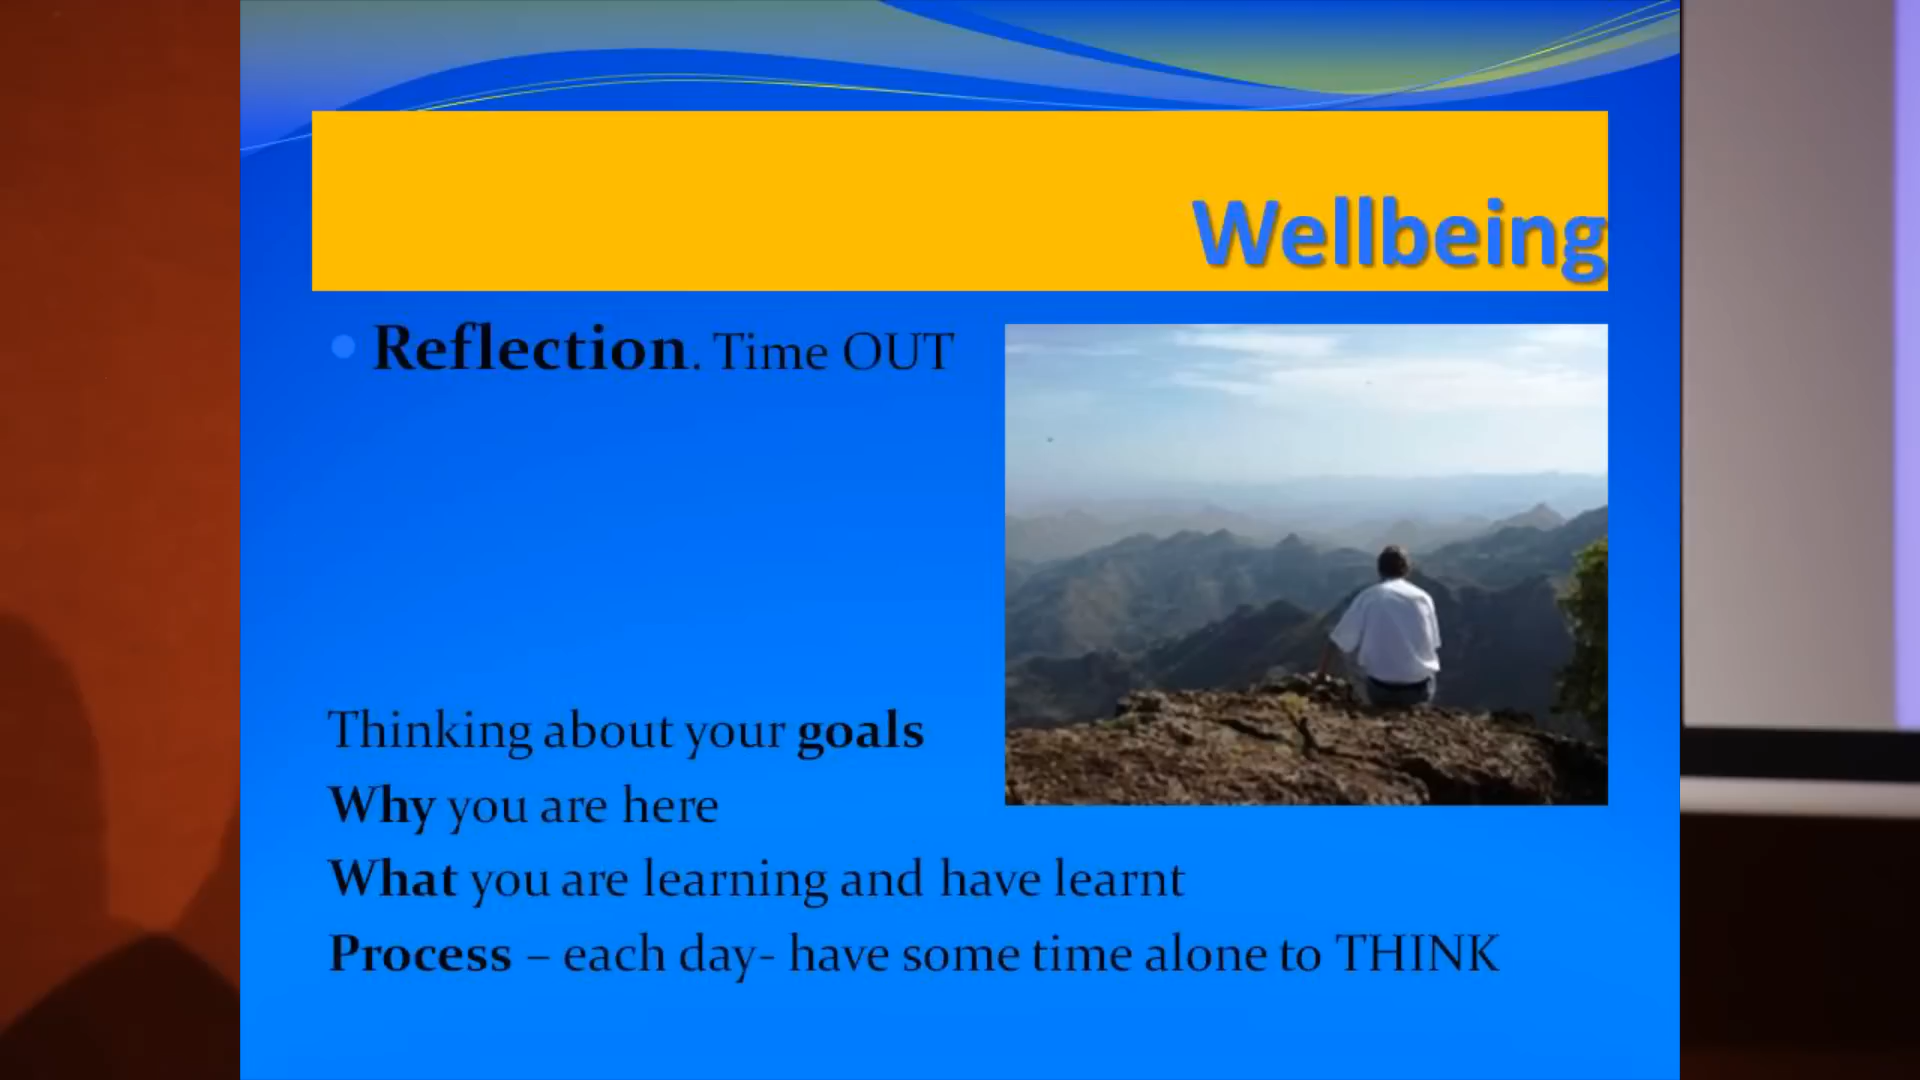 Wellbeing
Reflection. Time OUT
Thinking about your goals
Why you are here
What you are learning and have learnt
Process – each day- have some time alone to THINK